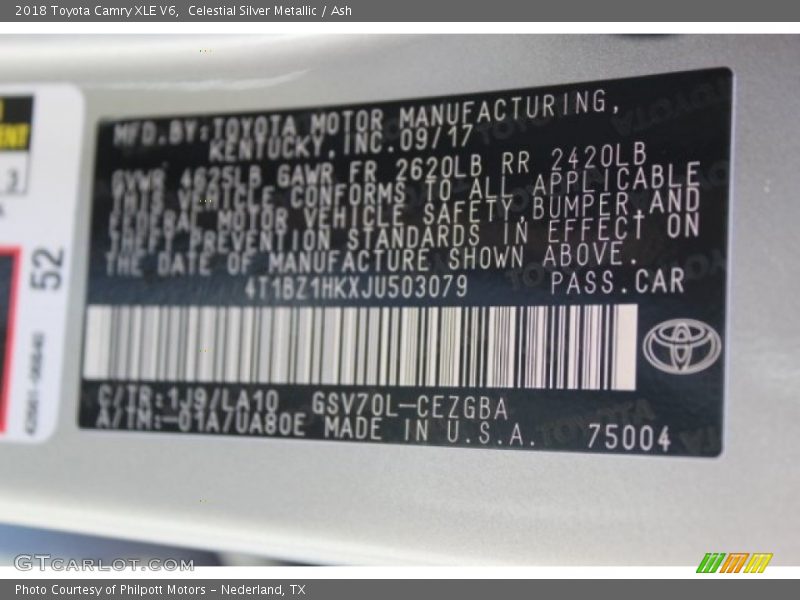 2018 Toyota Camry XLE V6, Celestial Silver Metallic / Ash
MFD.BY:TOYOTA MOTOR MANUFACTURING,
KENTUCKY,INC.09/17
GVWR 4625LB GAWR FR 2620LB RR 2420LB
THIS VEHICLE CONFORMS TO ALL APPLICABLE
FEDERAL MOTOR VEHICLE SAFETY,BUMPER,AND
THEFT PREVENTION STANDARDS IN EFFECT ON
THE DATE OF MANUFACTURE SHOWN ABOVE.
4T1BZ1HKXJU503079 PASS.CAR
C/TR:1J9/LA10 GSV70L-CEZGBA
A/TM:-01A/UA80E MADE IN U.S.A. 75004
52
GTCARLOT.COM
Photo Courtesy of Philpott Motors - Nederland, TX